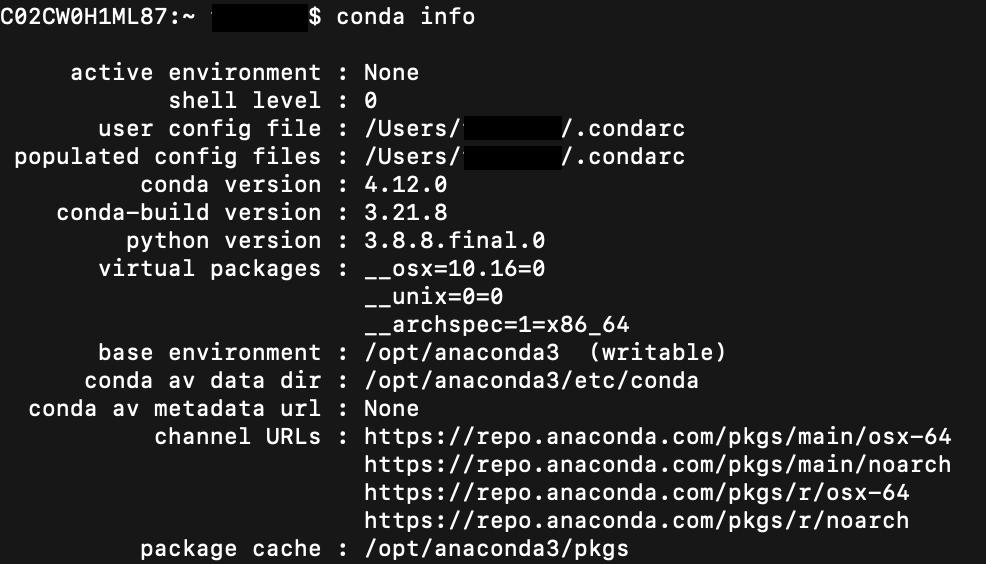 C02CW0H1ML87:~ $ conda info
active environment : None
shell level : 0
user config file : /Users/ /.condarc
populated config files : /Users/ /.condarc
conda version : 4.12.0
conda-build version : 3.21.8
python version : 3.8.8.final.0
virtual packages : __osx=10.16=0
__unix=0=0
__archspec=1=x86_64
base environment : /opt/anaconda3 (writable)
conda av data dir : /opt/anaconda3/etc/conda
conda av metadata url : None
channel URLs : https://repo.anaconda.com/pkgs/main/osx-64
https://repo.anaconda.com/pkgs/main/noarch
https://repo.anaconda.com/pkgs/r/osx-64
https://repo.anaconda.com/pkgs/r/noarch
package cache : /opt/anaconda3/pkgs